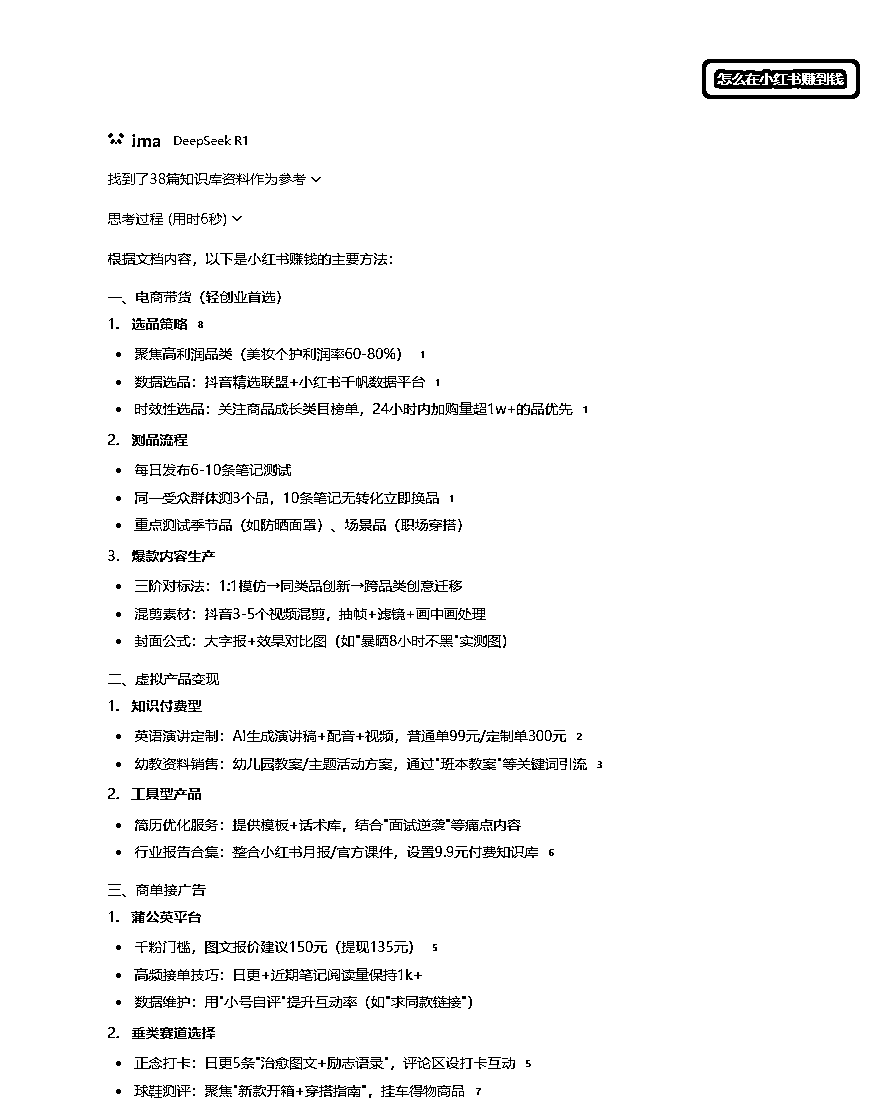 怎么在小红书赚到钱
ima DeepSeek R1
找到了38篇知识库资料作为参考
思考过程 (用时6秒)
根据文档内容，以下是小红书赚钱的主要方法：
一、电商带货（轻创业首选）
1. 选品策略 8
• 聚焦高利润品类（美妆个护利润率60-80%） 1
• 数据选品：抖音精选联盟+小红书千帆数据平台 1
• 时效性选品：关注商品成长类目榜单，24小时内加购量超1w+的品优先 1
2. 测品流程
• 每日发布6-10条笔记测试
• 同一受众群体测3个品，10条笔记无转化立即换品 1
• 重点测试季节品（如防晒面罩）、场景品（职场穿搭）
3. 爆款内容生产
• 三阶对标法：1:1模仿→同类品创新→跨品类创意迁移
• 混剪素材：抖音3-5个视频混剪，抽帧+滤镜+画中画处理
• 封面公式：大字报+效果对比图（如"暴晒8小时不黑"实测图）
二、虚拟产品变现
1. 知识付费型
• 英语演讲定制：AI生成演讲稿+配音+视频，普通单99元/定制单300元 2
• 幼教资料销售：幼儿园教案/主题活动方案，通过"班本教案"等关键词引流 3
2. 工具型产品
• 简历优化服务：提供模板+话术库，结合"面试逆袭"等痛点内容
• 行业报告合集：整合小红书月报/官方课件，设置9.9元付费知识库 6
三、商单接广告
1. 蒲公英平台
• 千粉门槛，图文报价建议150元（提现135元） 5
• 高频接单技巧：日更+近期笔记阅读量保持1k+
• 数据维护：用"小号自评"提升互动率（如"求同款链接"）
2. 垂类赛道选择
• 正念打卡：日更5条"治愈图文+励志语录"，评论区设打卡互动 5
• 球鞋测评：聚焦"新款开箱+穿搭指南"，挂车得物商品 7